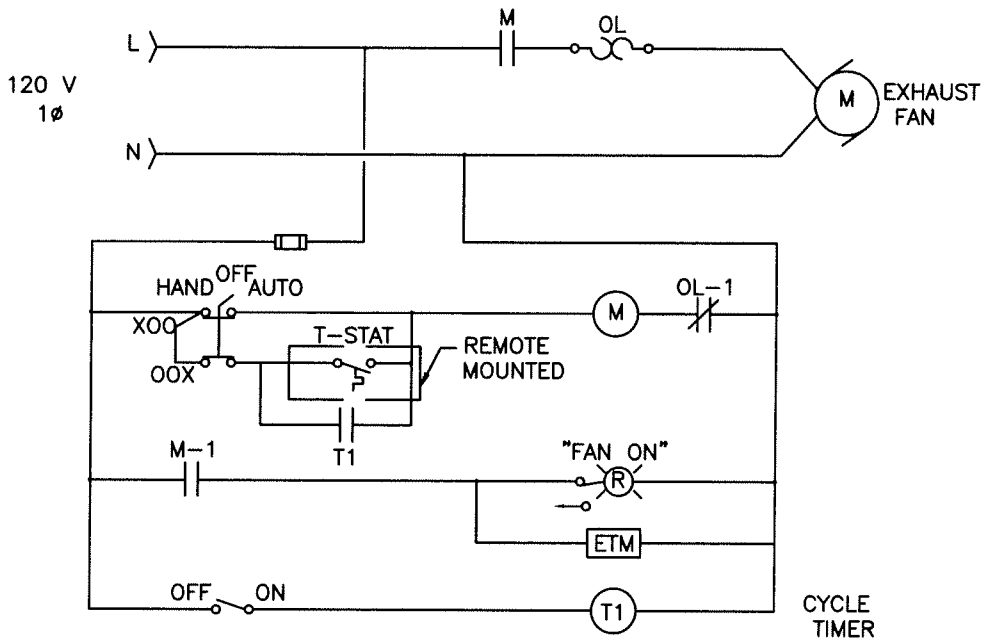 M
OL
L
120 V
1ø
M
EXHAUST
FAN
N
OFF
HAND
AUTO
OL-1
XOO
M
T-STAT
REMOTE
MOUNTED
OOX
T1
M-1
"FAN ON"
R
ETM
OFF
ON
T1
CYCLE
TIMER